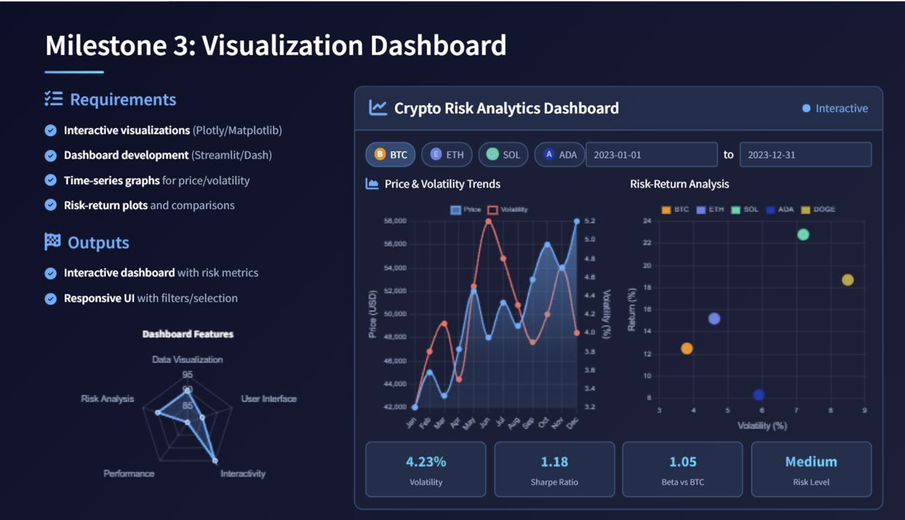 Milestone 3: Visualization Dashboard
Requirements
Interactive visualizations (Plotly/Matplotlib)
Dashboard development (Streamlit/Dash)
Time-series graphs for price/volatility
Risk-return plots and comparisons
Outputs
Interactive dashboard with risk metrics
Responsive UI with filters/selection
Dashboard Features
Data Visualization
95
90
85
Risk Analysis
User Interface
Performance
Interactivity
Crypto Risk Analytics Dashboard
Interactive
B BTC
E ETH
SOL
A ADA
2023-01-01 to 2023-12-31
Price & Volatility Trends
Price Volatility
Price (USD)
58,000
56,000
54,000
52,000
50,000
48,000
46,000
44,000
42,000
5.2
5.0
4.8
4.6
4.4
4.2
4.0
3.8
3.6
3.4
3.2
Volatility (%)
Jan Feb Mar Apr May Jun Jul Aug Sep Oct Nov Dec
Risk-Return Analysis
BTC ETH SOL ADA DOGE
Return (%)
24
22
20
18
16
14
12
10
8
3 4 5 6 7 8 9
Volatility (%)
4.23%
Volatility
1.18
Sharpe Ratio
1.05
Beta vs BTC
Medium
Risk Level